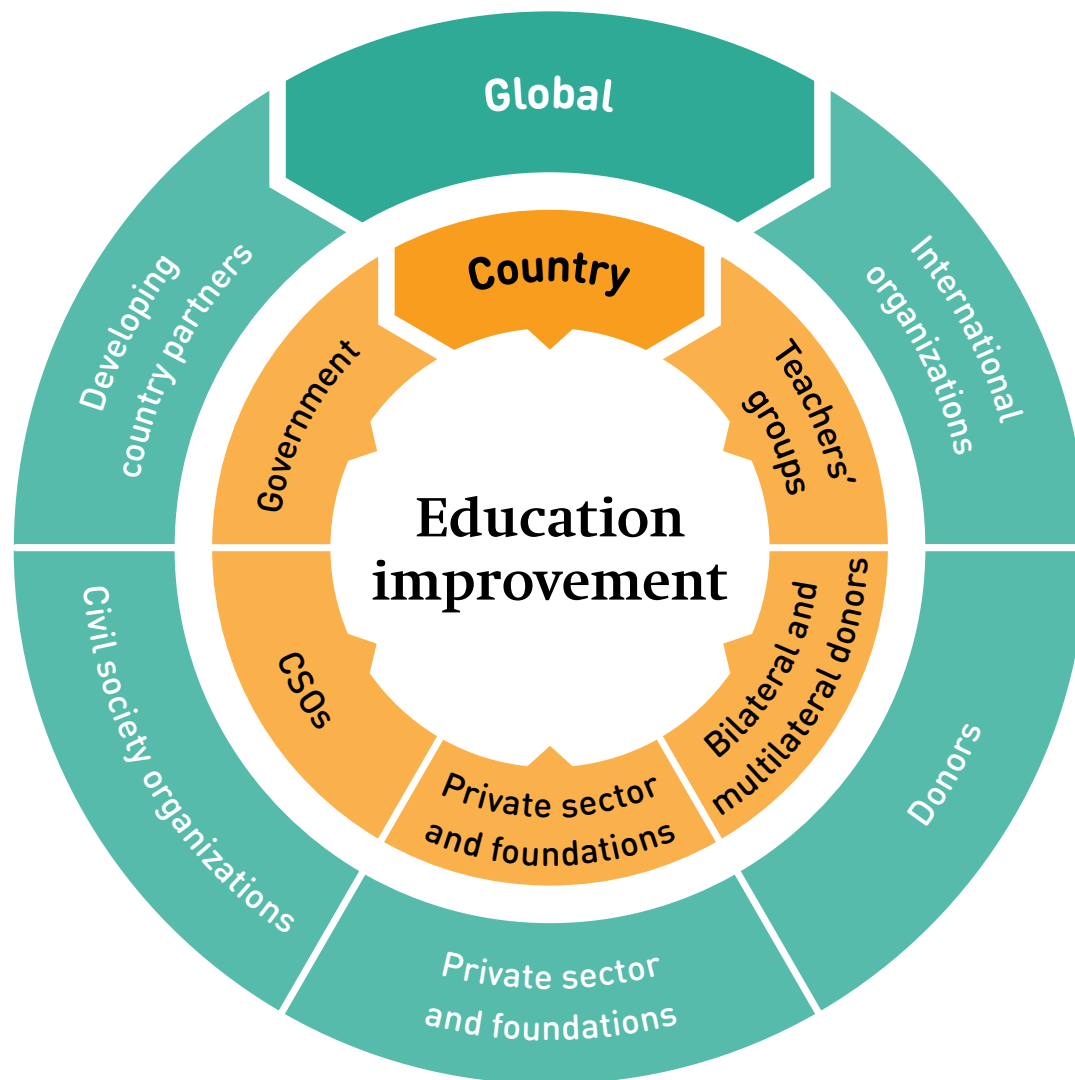 Global
International
organizations
Donors
Private sector
and foundations
Civil society organizations
Developing
country partners
Country
Teachers’
groups
Bilateral and
multilateral donors
Private sector
and foundations
CSOs
Government
Education
improvement